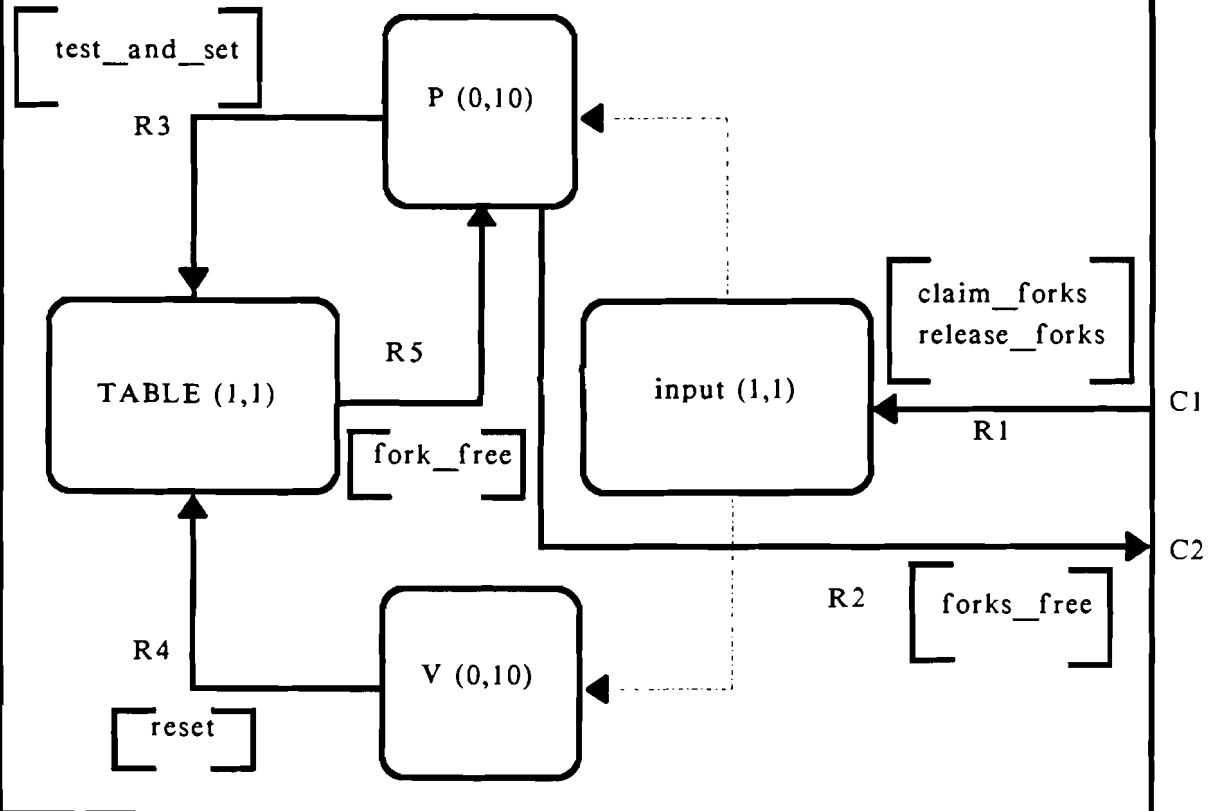 test_and_set
P (0,10)
R3
claim_forks
release_forks
R5
TABLE (1,1)
input (1,1)
C1
R1
fork_free
C2
R2
forks_free
R4
V (0,10)
reset